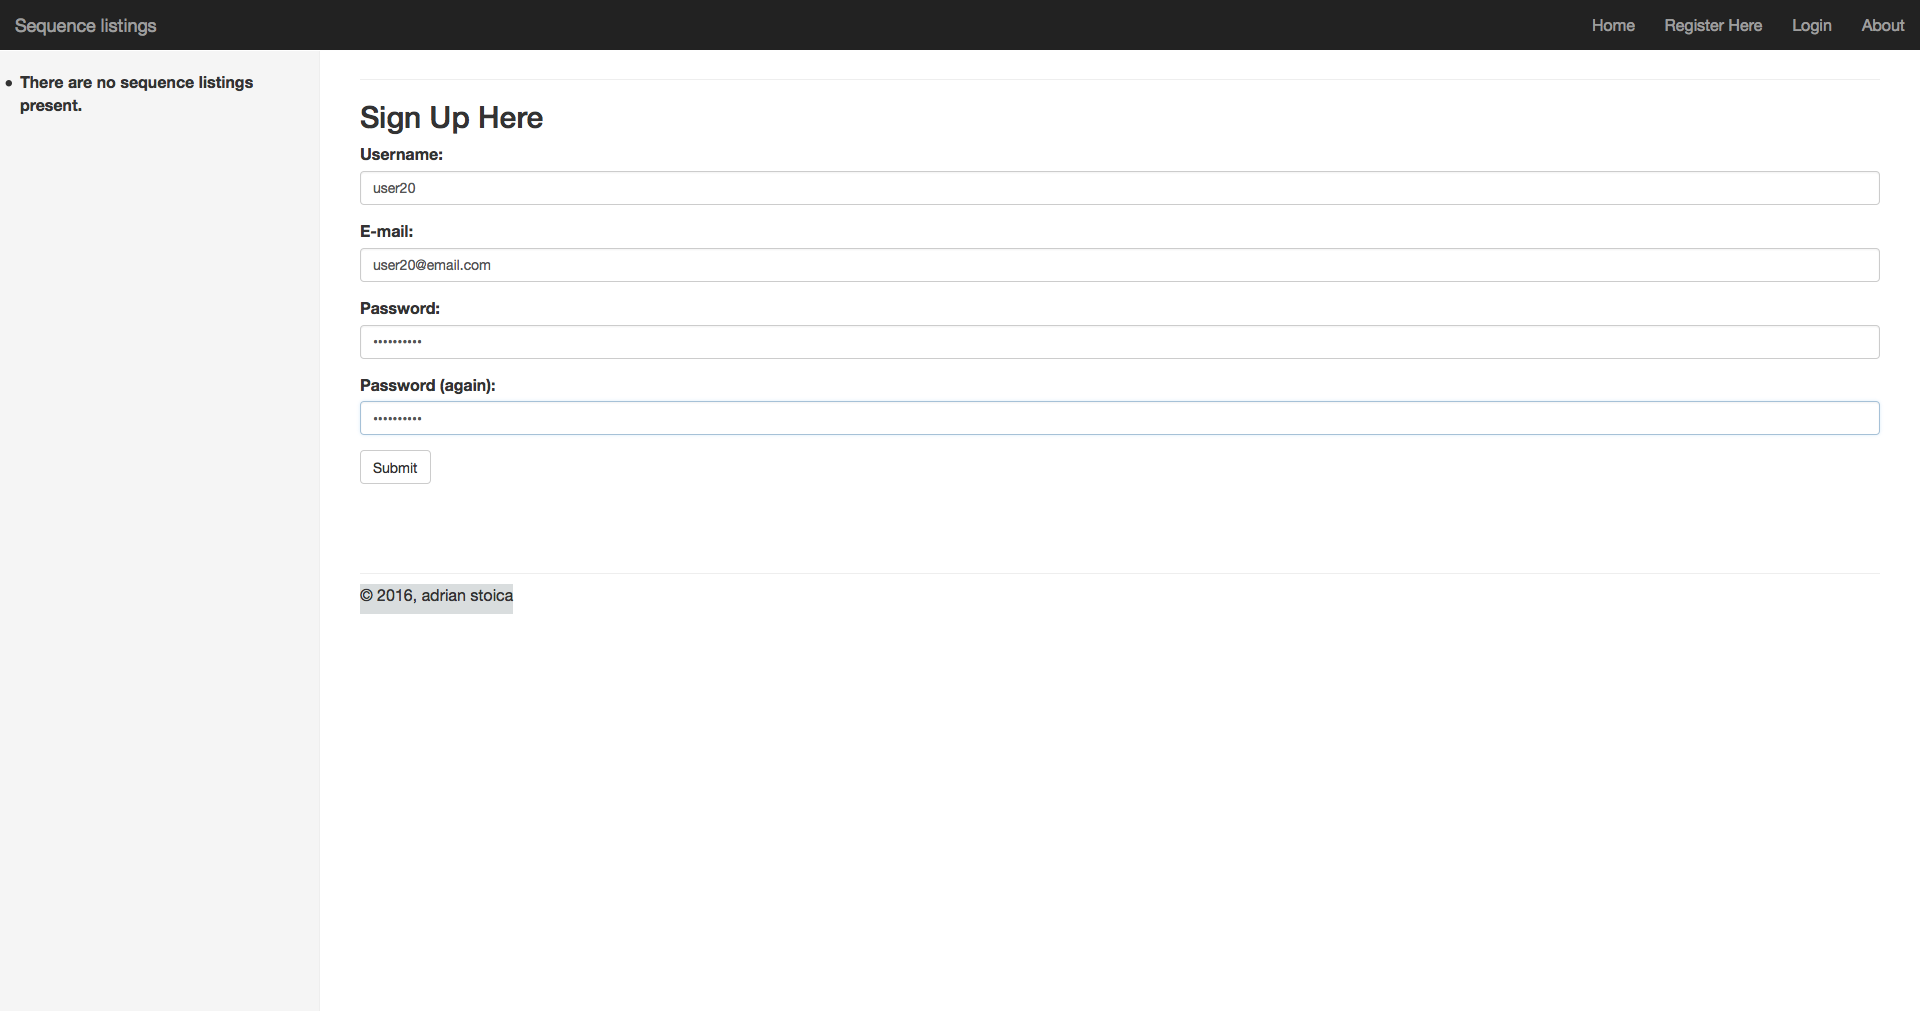 Sequence listings
Home Register Here Login About
There are no sequence listings
present.
Sign Up Here
Username:
user20
E-mail:
user20@email.com
Password:
••••••••••
Password (again):
••••••••••
Submit
© 2016, adrian stoica